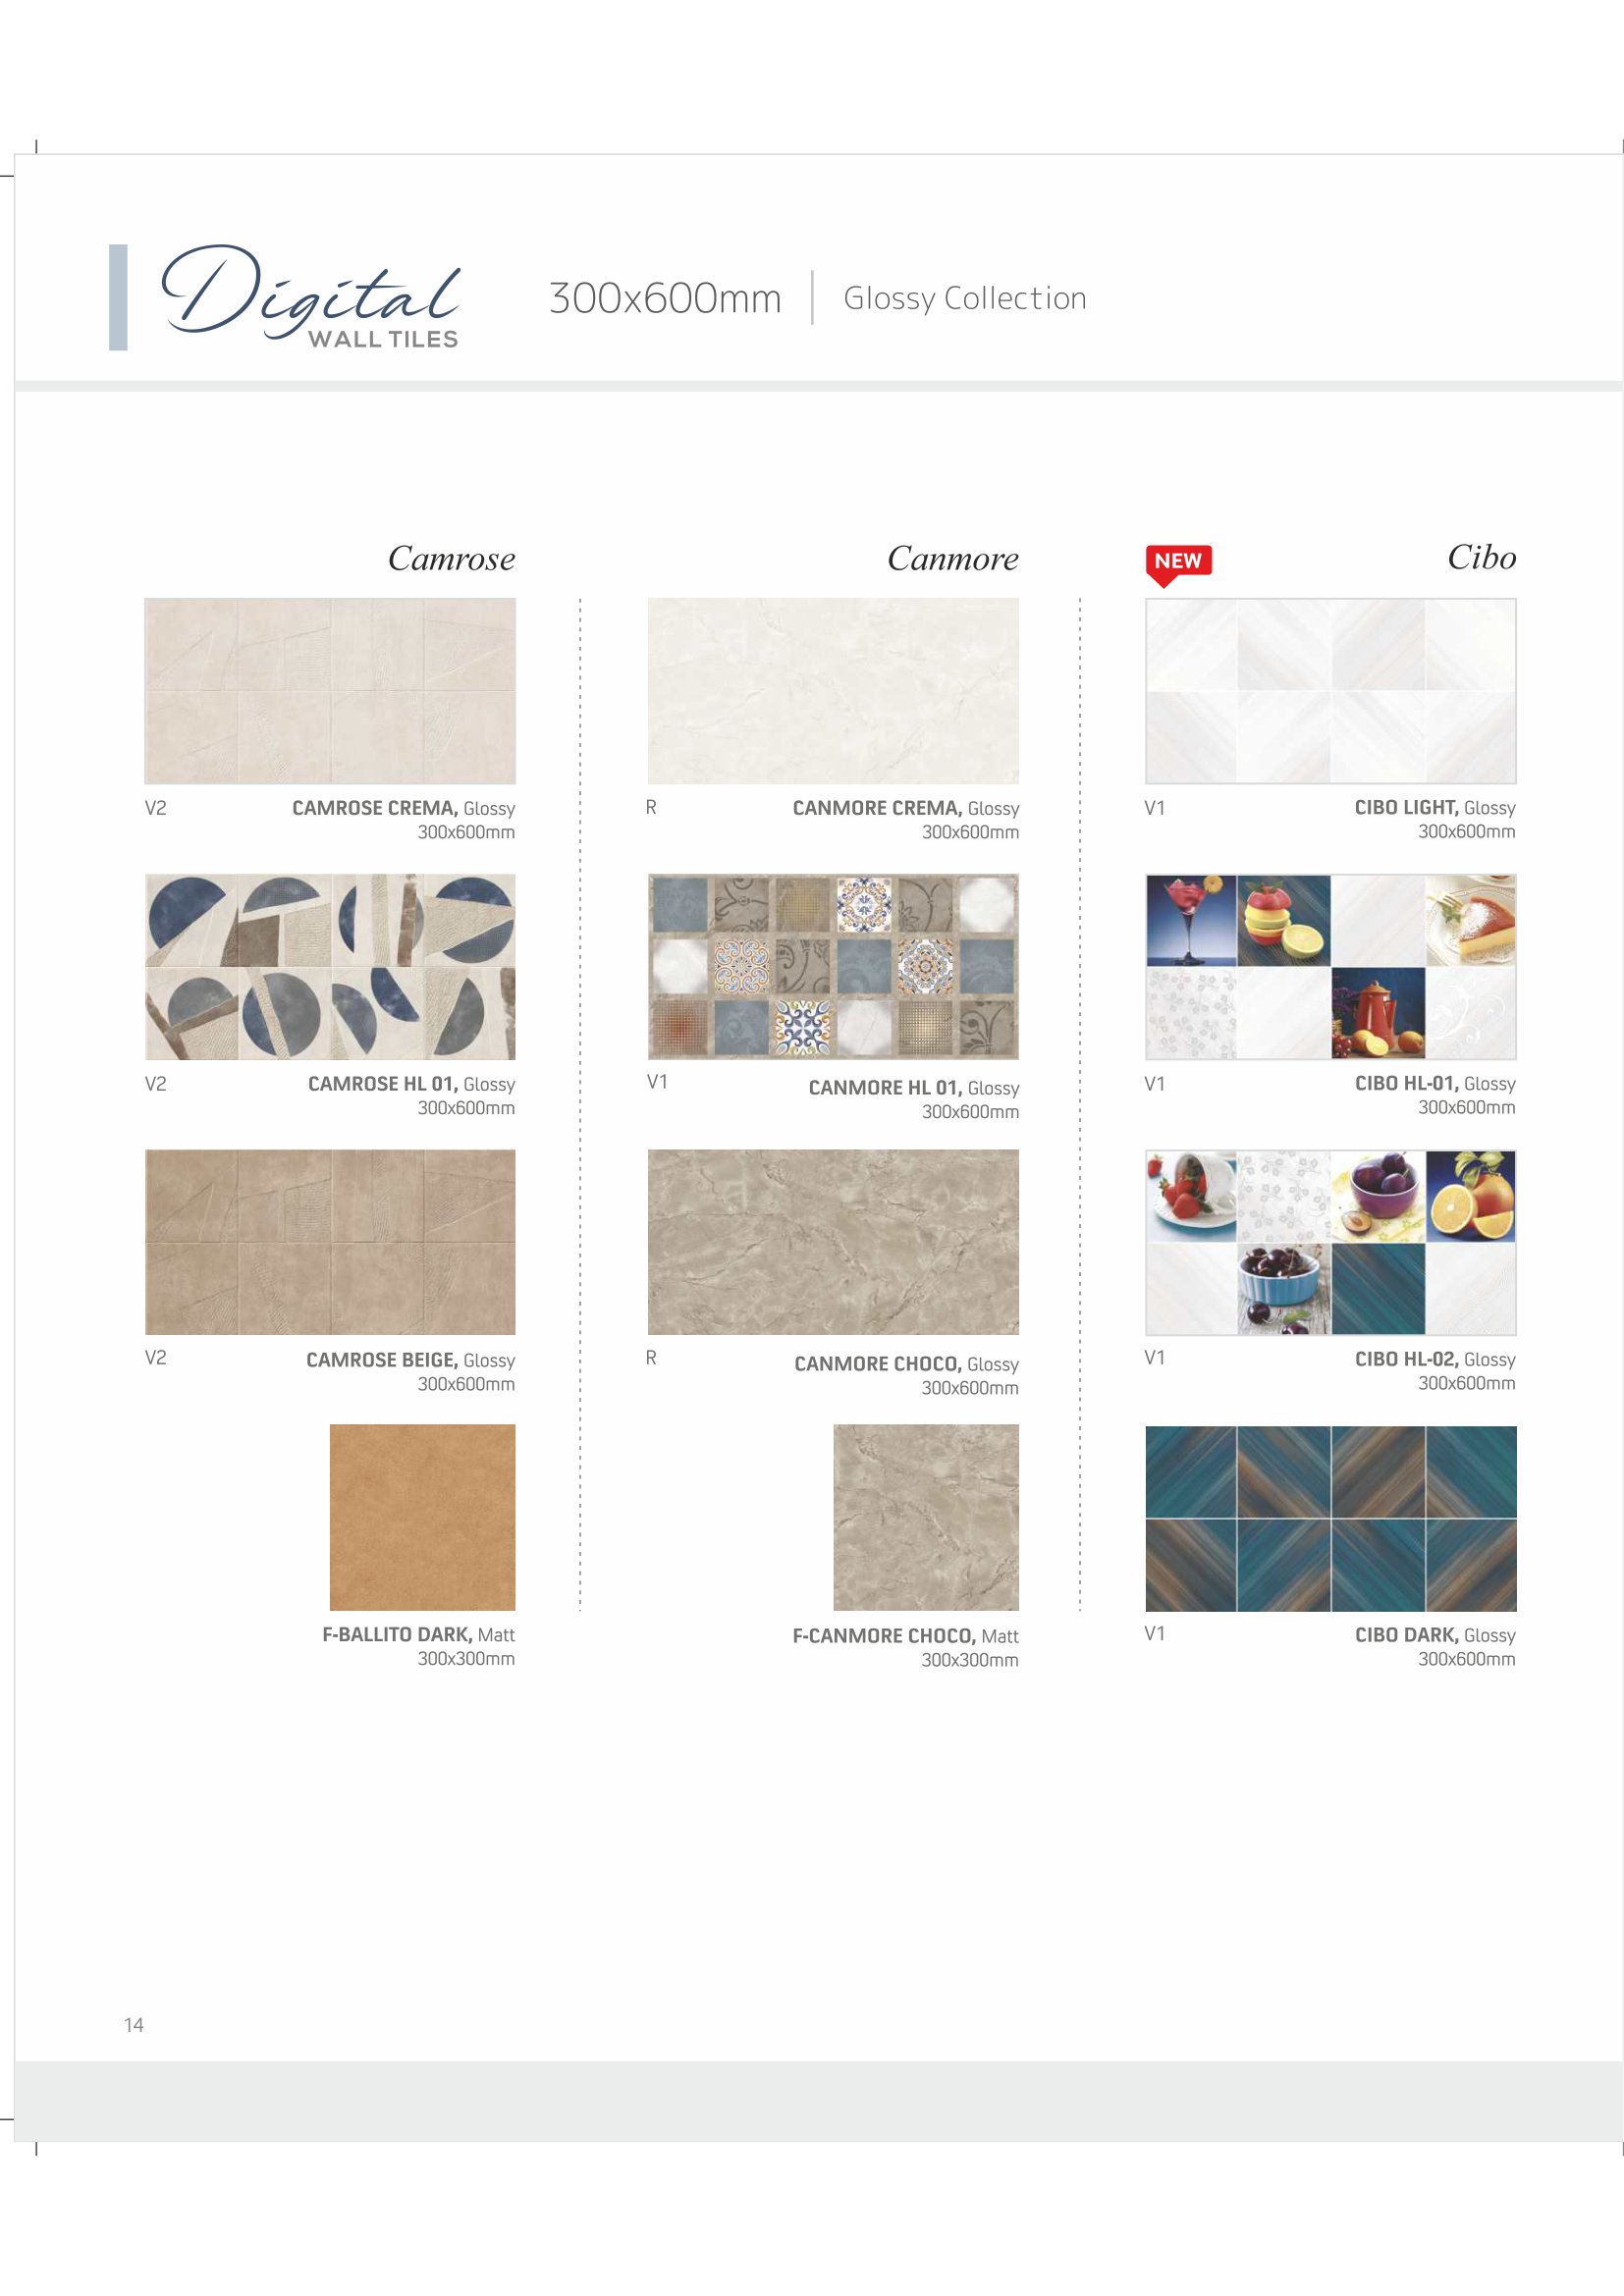 Digital
WALL TILES
300x600mm
Glossy Collection
Camrose
V2 CAMROSE CREMA, Glossy
300x600mm
V2 CAMROSE HL 01, Glossy
300x600mm
V2 CAMROSE BEIGE, Glossy
300x600mm
F-BALLITO DARK, Matt
300x300mm
Canmore
R CANMORE CREMA, Glossy
300x600mm
V1 CANMORE HL 01, Glossy
300x600mm
R CANMORE CHOCO, Glossy
300x600mm
F-CANMORE CHOCO, Matt
300x300mm
NEW
Cibo
V1 CIBO LIGHT, Glossy
300x600mm
V1 CIBO HL-01, Glossy
300x600mm
V1 CIBO HL-02, Glossy
300x600mm
V1 CIBO DARK, Glossy
300x600mm
14